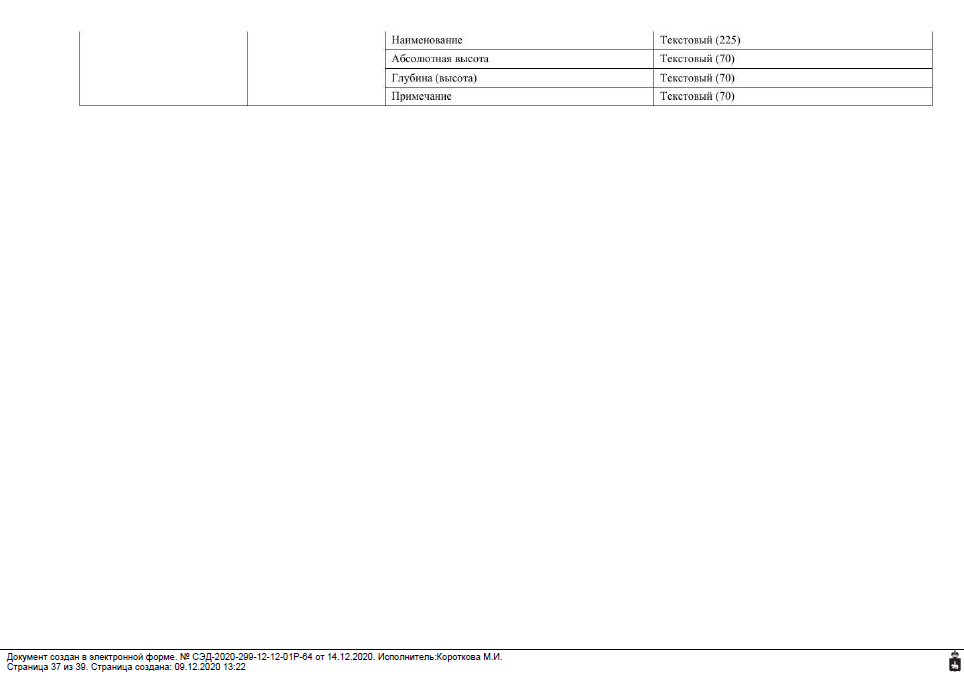 Наименование Текстовый (225)
Абсолютная высота Текстовый (70)
Глубина (высота) Текстовый (70)
Примечание Текстовый (70)
Документ создан в электронной форме. № СЭД-2020-299-12-12-01Р-64 от 14.12.2020. Исполнитель:Короткова М.И.
Страница 37 из 39. Страница создана: 09.12.2020 13:22